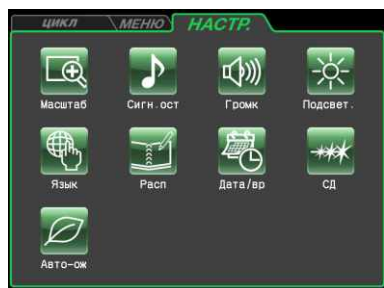 ЦИКЛ МЕНЮ НАСТР.
Масштаб Сигн.ост Громк Подсвет.
Язык Расп Дата/вр СД
Авто-ож